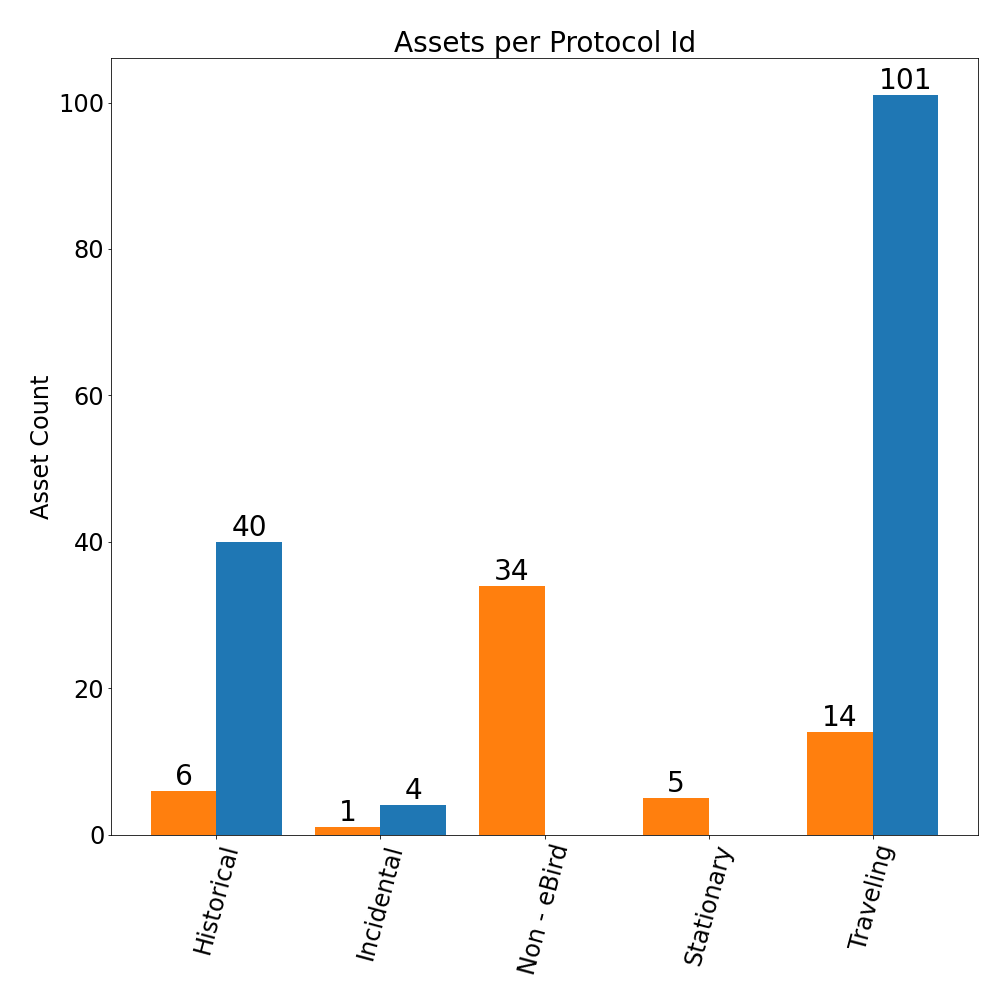 Assets per Protocol Id
Asset Count
100
80
60
40
20
0
6
40
1
4
34
5
14
101
Historical
Incidental
Non - eBird
Stationary
Traveling